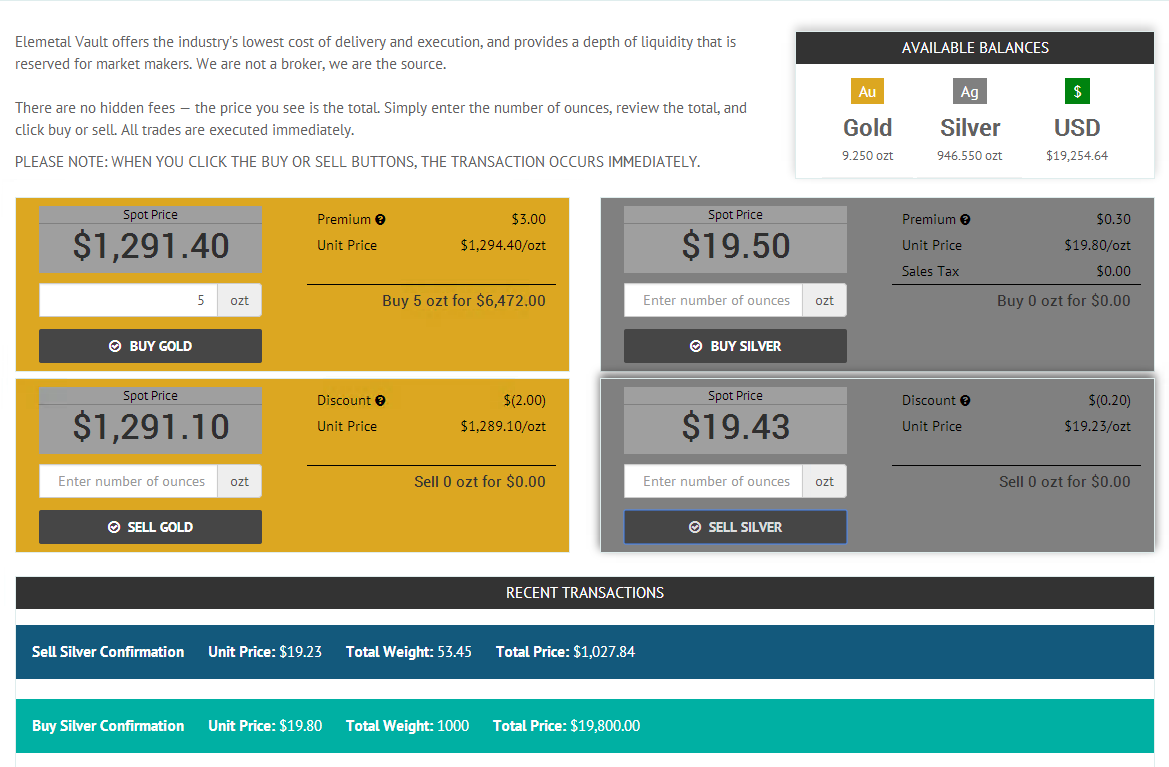 Elemetal Vault offers the industry's lowest cost of delivery and execution, and provides a depth of liquidity that is
reserved for market makers. We are not a broker, we are the source.
There are no hidden fees — the price you see is the total. Simply enter the number of ounces, review the total, and
click buy or sell. All trades are executed immediately.
PLEASE NOTE: WHEN YOU CLICK THE BUY OR SELL BUTTONS, THE TRANSACTION OCCURS IMMEDIATELY.
AVAILABLE BALANCES
Au Ag $
Gold Silver USD
9.250 ozt 946.550 ozt $19,254.64
Spot Price
$1,291.40
5 ozt
BUY GOLD
Premium $3.00
Unit Price $1,294.40/ozt
Buy 5 ozt for $6,472.00
Spot Price
$19.50
Enter number of ounces ozt
BUY SILVER
Premium $0.30
Unit Price $19.80/ozt
Sales Tax $0.00
Buy 0 ozt for $0.00
Spot Price
$1,291.10
Enter number of ounces ozt
SELL GOLD
Discount $(2.00)
Unit Price $1,289.10/ozt
Sell 0 ozt for $0.00
Spot Price
$19.43
Enter number of ounces ozt
SELL SILVER
Discount $(0.20)
Unit Price $19.23/ozt
Sell 0 ozt for $0.00
RECENT TRANSACTIONS
Sell Silver Confirmation Unit Price: $19.23 Total Weight: 53.45 Total Price: $1,027.84
Buy Silver Confirmation Unit Price: $19.80 Total Weight: 1000 Total Price: $19,800.00